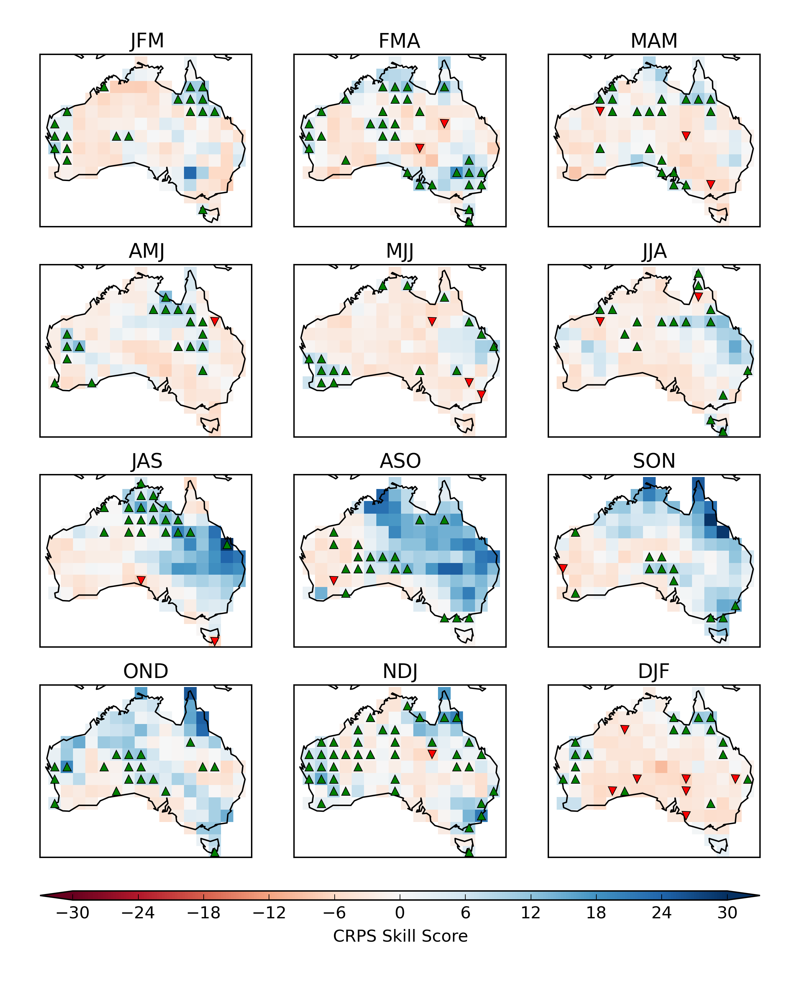 JFM FMA MAM
AMJ MJJ JJA
JAS ASO SON
OND NDJ DJF
−30 −24 −18 −12 −6 0 6 12 18 24 30
CRPS Skill Score